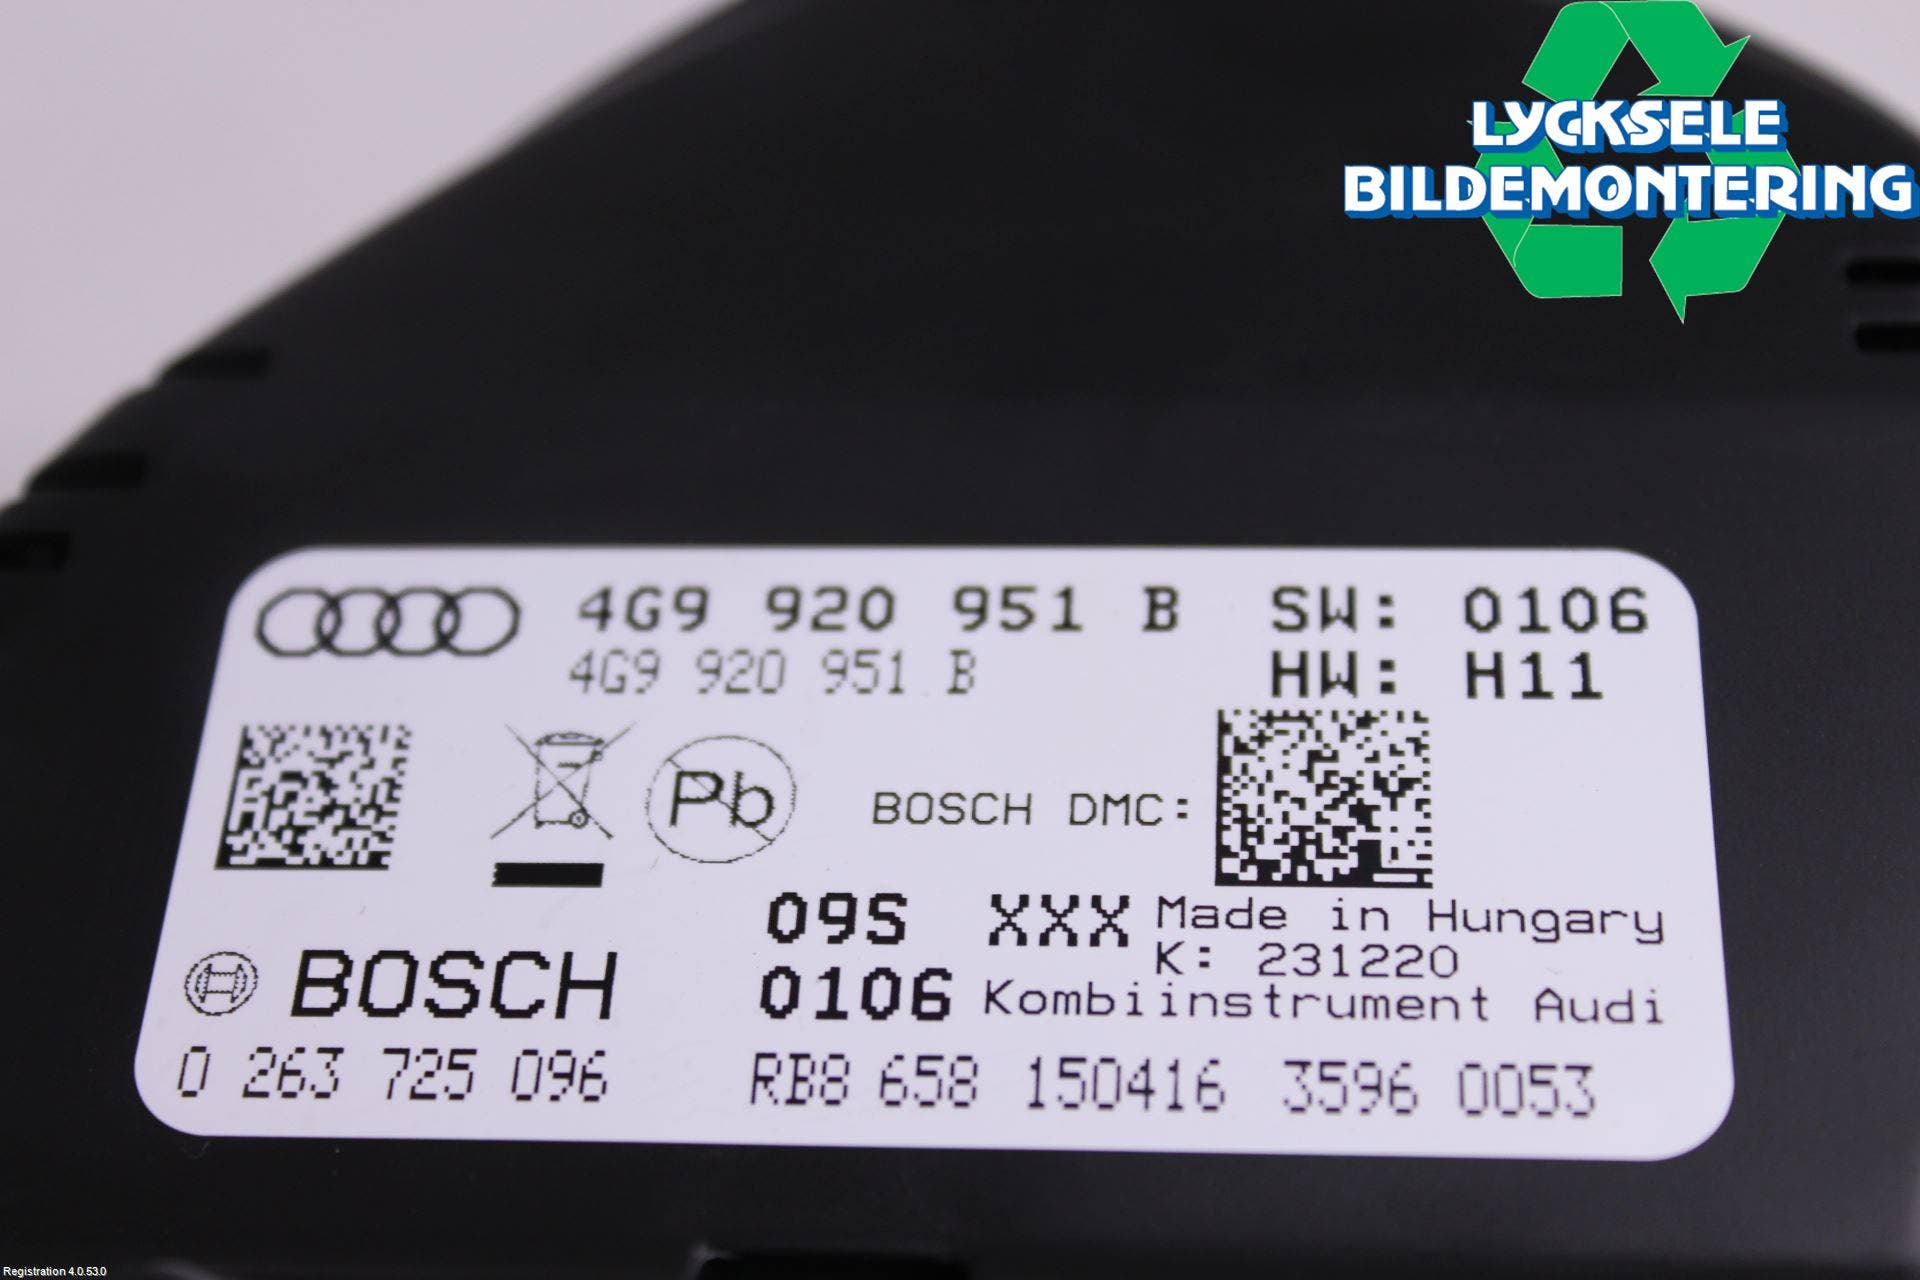 LYCKSELE
BILDEMONTERING
4G9 920 951 B SW: 0106
4G9 920 951 B HW: H11
Pb
BOSCH DMC:
09S XXX Made in Hungary
K: 231220
BOSCH 0106 Kombiinstrument Audi
0 263 725 096 RB8 658 150416 3596 0053
Registration 4.0.53.0